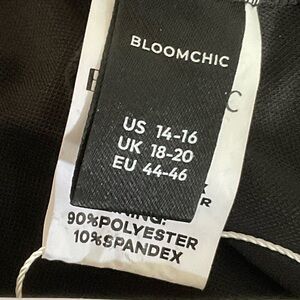 BLOOMCHIC
US 14-16
UK 18-20
EU 44-46
90%POLYESTER
10%SPANDEX